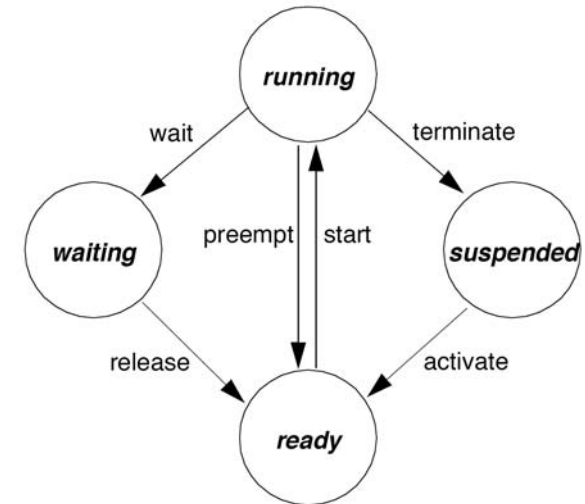 running
wait
terminate
waiting
preempt
start
suspended
release
activate
ready